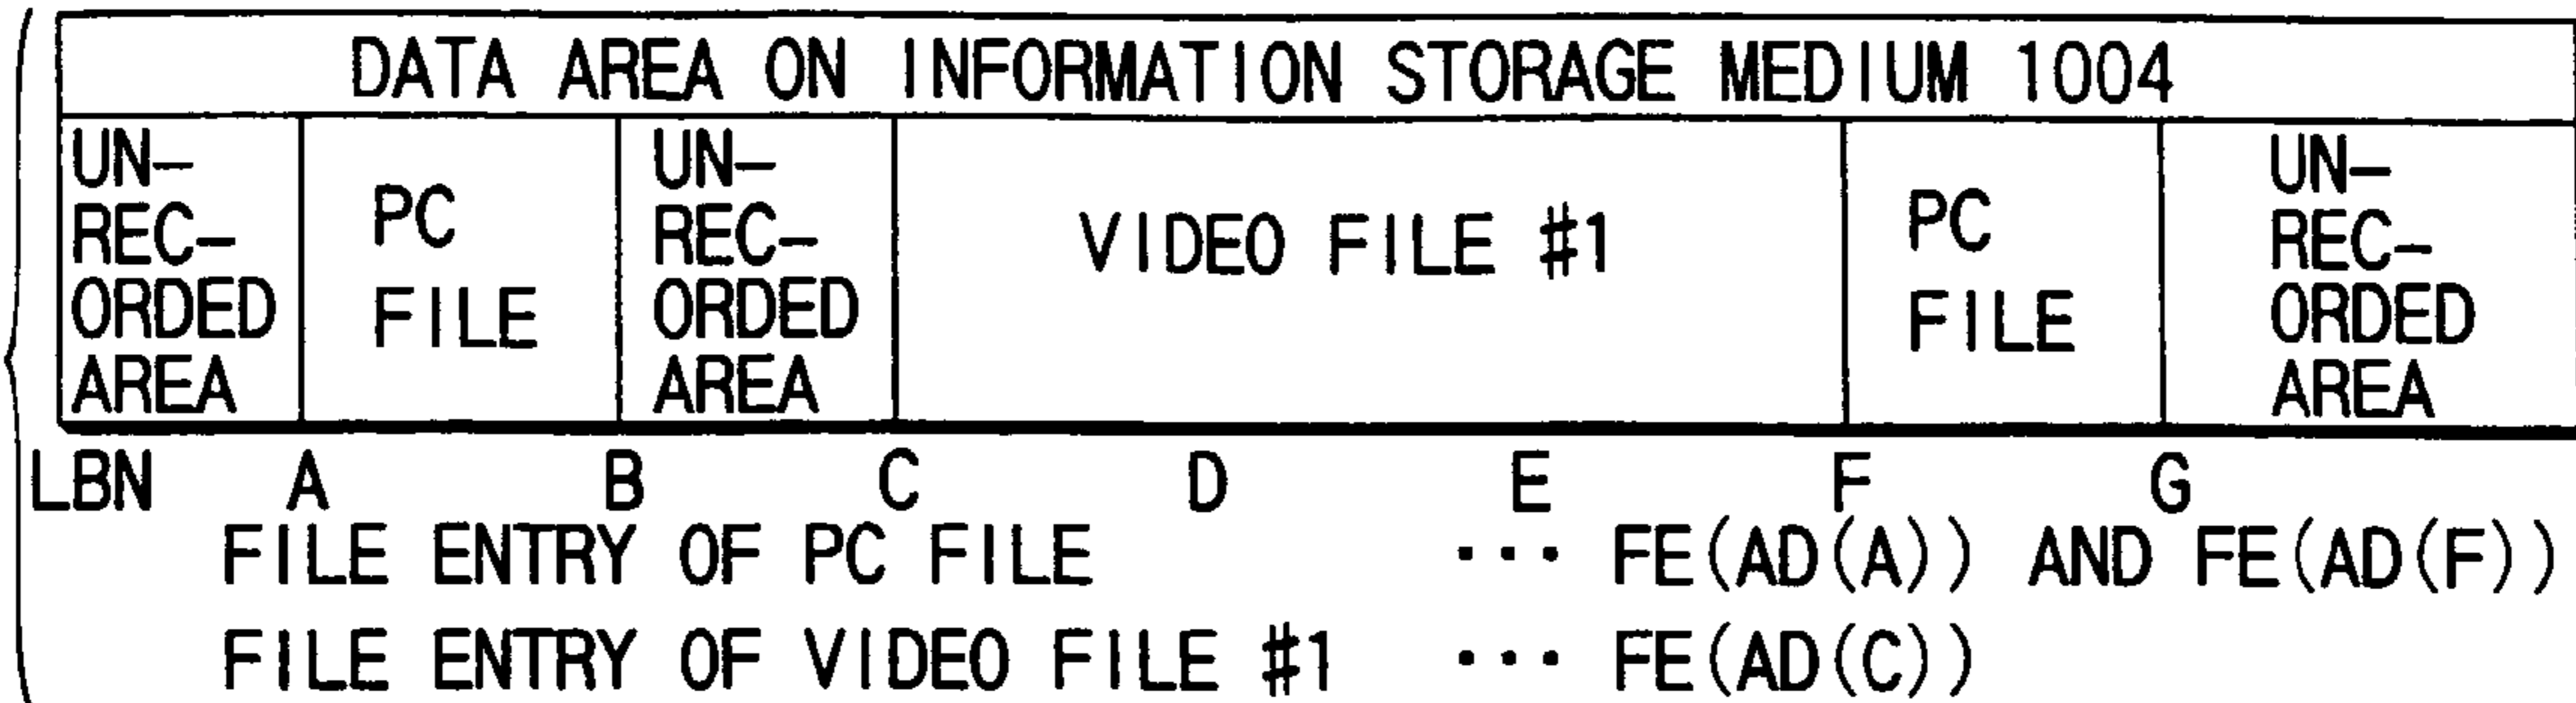 DATA AREA ON INFORMATION STORAGE MEDIUM 1004
UN-
REC-
ORDED
AREA
PC
FILE
UN-
REC-
ORDED
AREA
VIDEO FILE #1
PC
FILE
UN-
REC-
ORDED
AREA
LBN A B C D E F G
FILE ENTRY OF PC FILE ··· FE(AD(A)) AND FE(AD(F))
FILE ENTRY OF VIDEO FILE #1 ··· FE(AD(C))